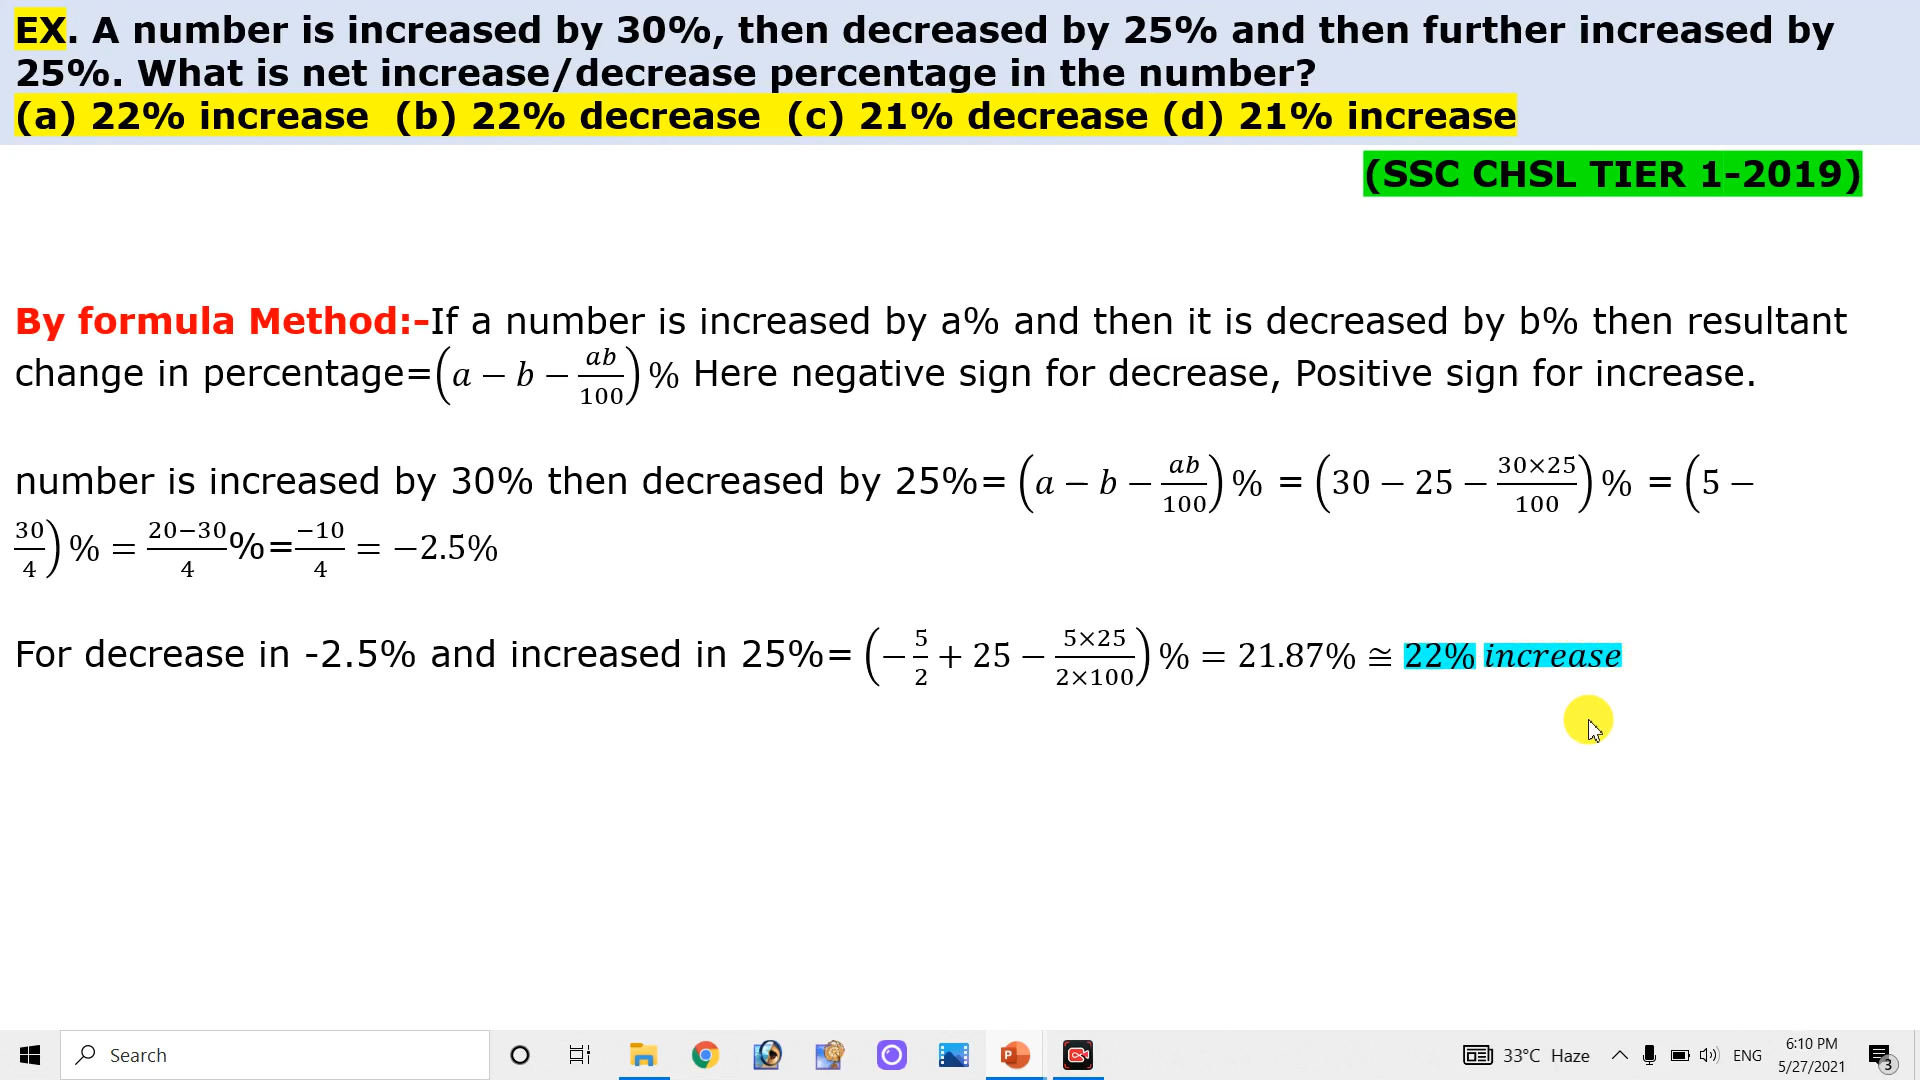 EX. A number is increased by 30%, then decreased by 25% and then further increased by
25%. What is net increase/decrease percentage in the number?
(a) 22% increase (b) 22% decrease (c) 21% decrease (d) 21% increase
(SSC CHSL TIER 1-2019)
By formula Method:-If a number is increased by a% and then it is decreased by b% then resultant
change in percentage=(a − b − ab/100)% Here negative sign for decrease, Positive sign for increase.
number is increased by 30% then decreased by 25%= (a − b − ab/100)% = (30 − 25 − 30×25/100)% = (5 −
30/4)% = 20−30/4%=−10/4 = −2.5%
For decrease in -2.5% and increased in 25%= (−5/2 + 25 − 5×25/2×100)% = 21.87% ≅ 22% increase
Search
33°C Haze
ENG
6:10 PM
5/27/2021
3